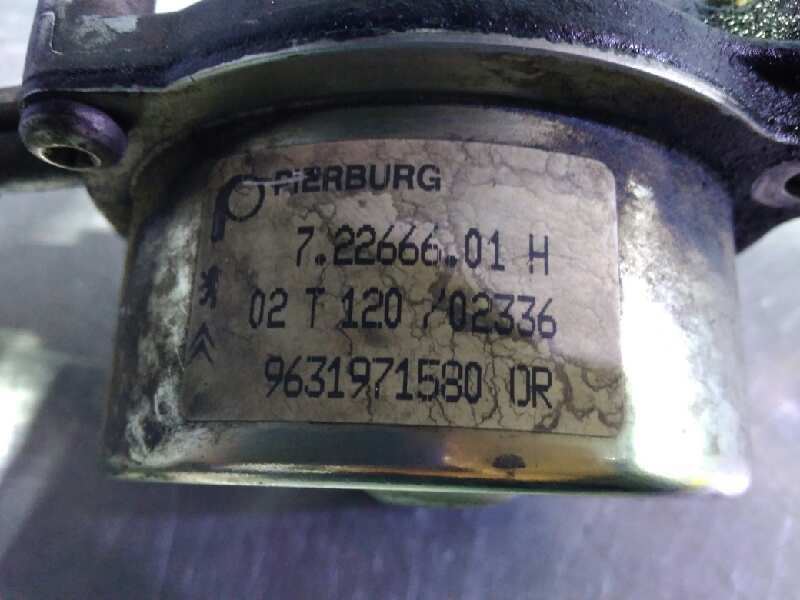 PIERBURG
7.22666.01 H
02 T 120 /02336
9631971580 OR